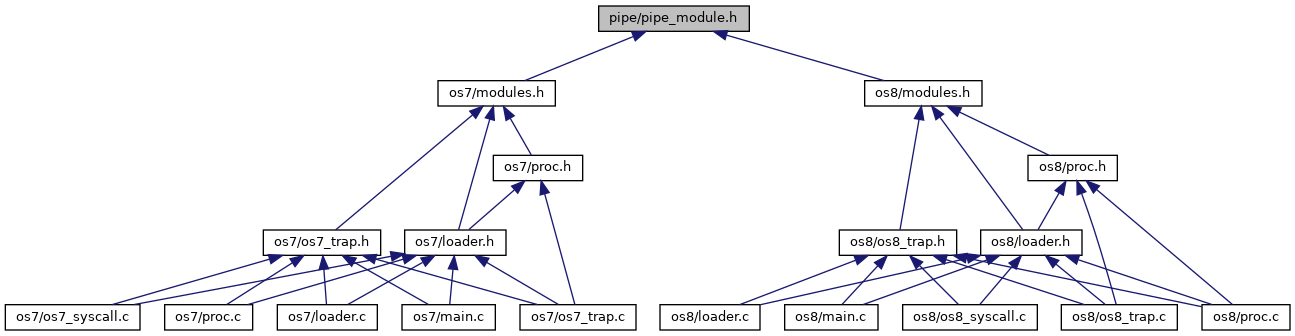 pipe/pipe_module.h
os7/modules.h
os8/modules.h
os7/proc.h
os8/proc.h
os7/os7_trap.h
os7/loader.h
os8/os8_trap.h
os8/loader.h
os7/os7_syscall.c
os7/proc.c
os7/loader.c
os7/main.c
os7/os7_trap.c
os8/loader.c
os8/main.c
os8/os8_syscall.c
os8/os8_trap.c
os8/proc.c